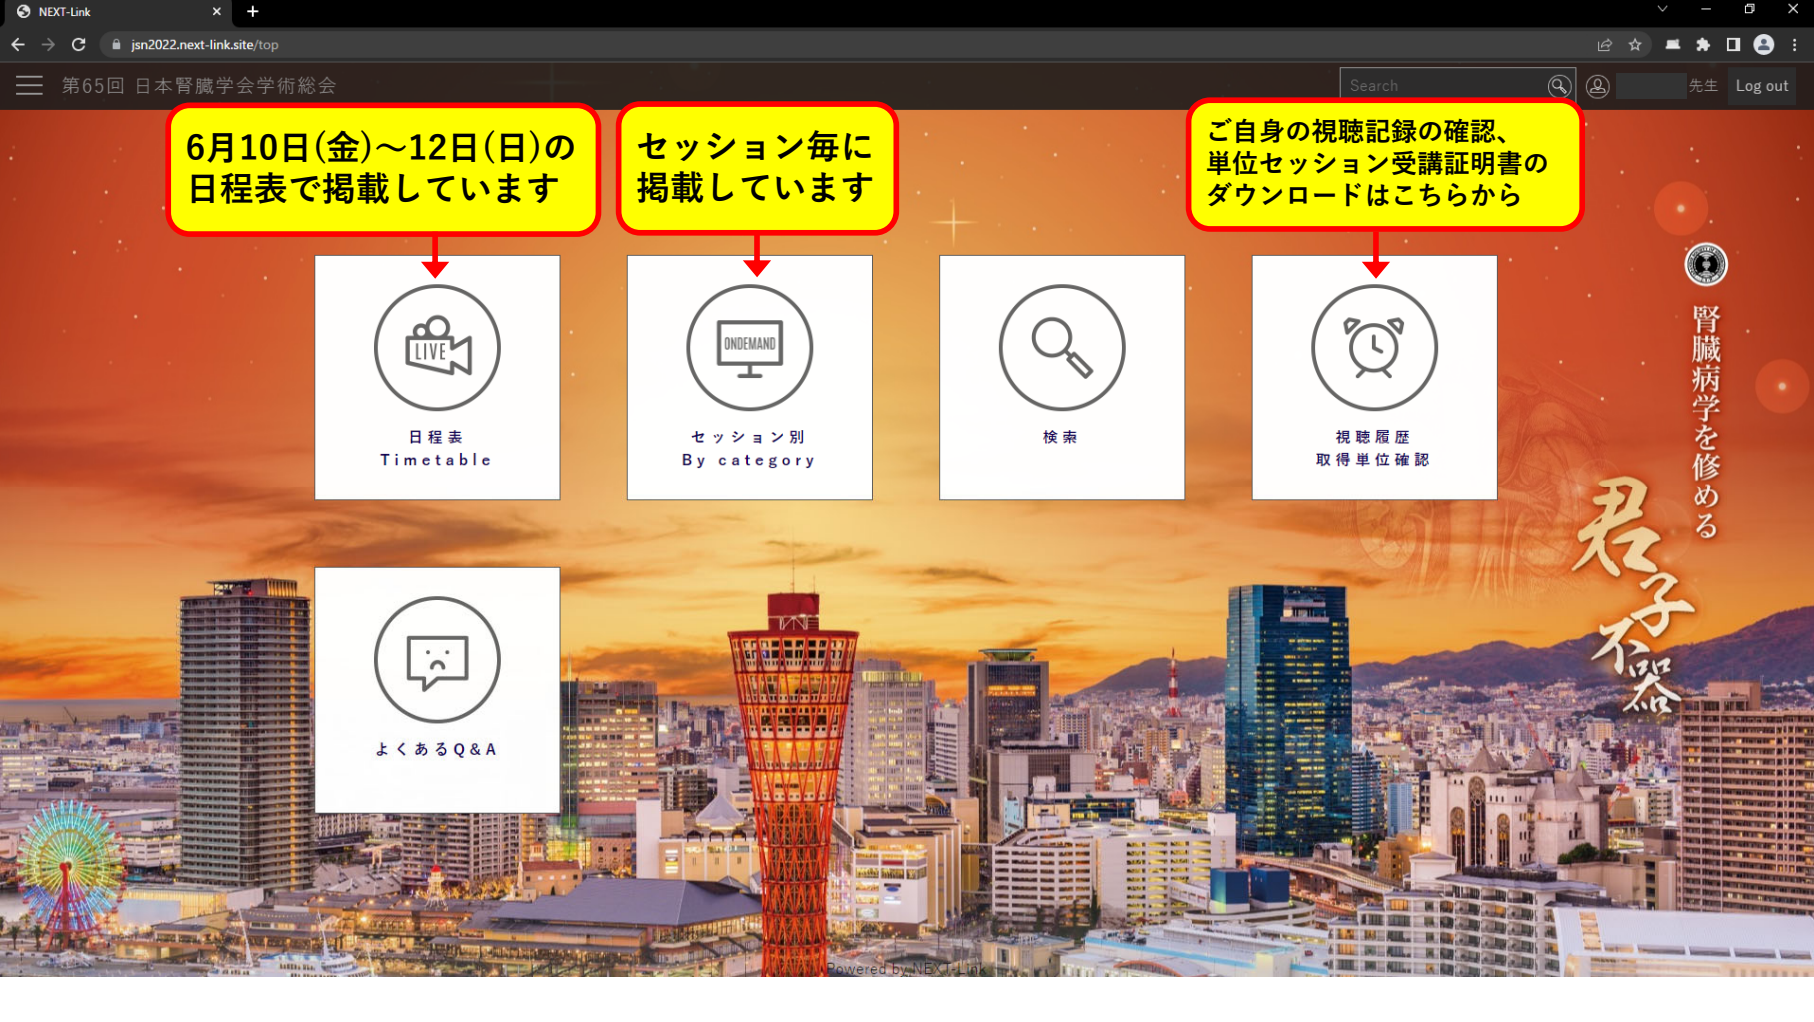 NEXT-Link
jsn2022.next-link.site/top
第65回 日本腎臓学会学術総会
Search
先生
Log out
6月10日(金)～12日(日)の
日程表で掲載しています
セッション毎に
掲載しています
ご自身の視聴記録の確認、
単位セッション受講証明書の
ダウンロードはこちらから
LIVE
日程表
Timetable
ONDEMAND
セッション別
By category
検索
視聴履歴
取得単位確認
よくあるQ&A
腎臓病学を修める
君子不器
Powered by NEXT-Link